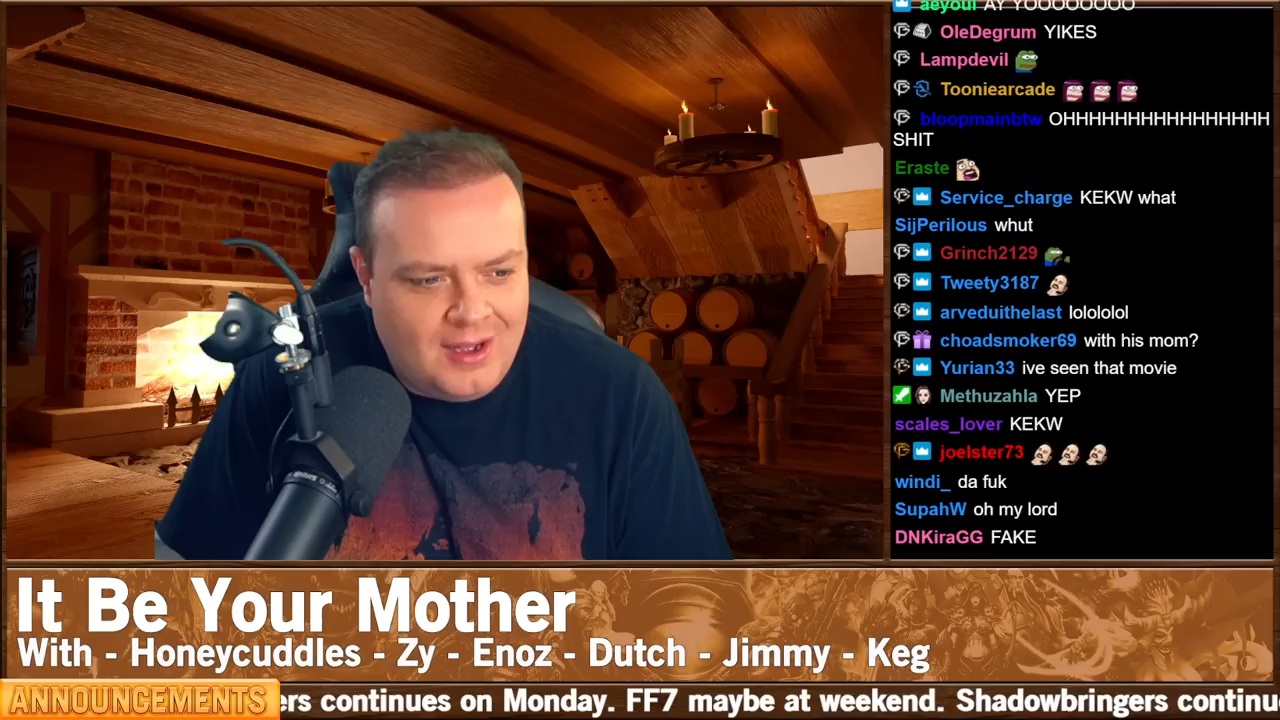 aeyoui AY YOOOOOOOO
OleDegrum YIKES
Lampdevil
Tooniearcade
bloopmainbtw OHHHHHHHHHHHHHHHHH
SHIT
Eraste
Service_charge KEKW what
SijPerilous whut
Grinch2129
Tweety3187
arveduithelast lolololol
choadsmoker69 with his mom?
Yurian33 ive seen that movie
Methuzahla YEP
scales_lover KEKW
joelster73
windi_ da fuk
SupahW oh my lord
DNKiraGG FAKE
It Be Your Mother
With - Honeycuddles - Zy - Enoz - Dutch - Jimmy - Keg
ANNOUNCEMENTS ers continues on Monday. FF7 maybe at weekend. Shadowbringers continu